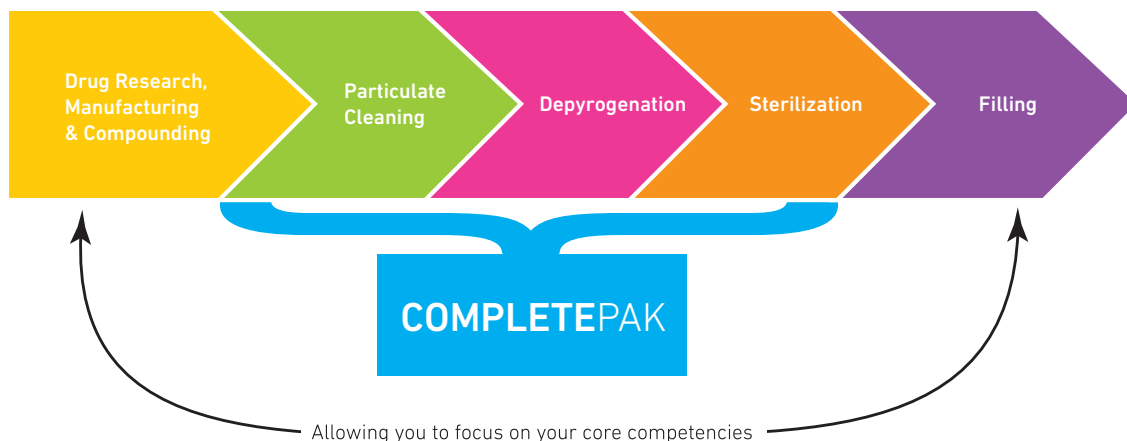 Drug Research,
Manufacturing
& Compounding
Particulate
Cleaning
Depyrogenation
Sterilization
Filling
COMPLETEPAK
Allowing you to focus on your core competencies